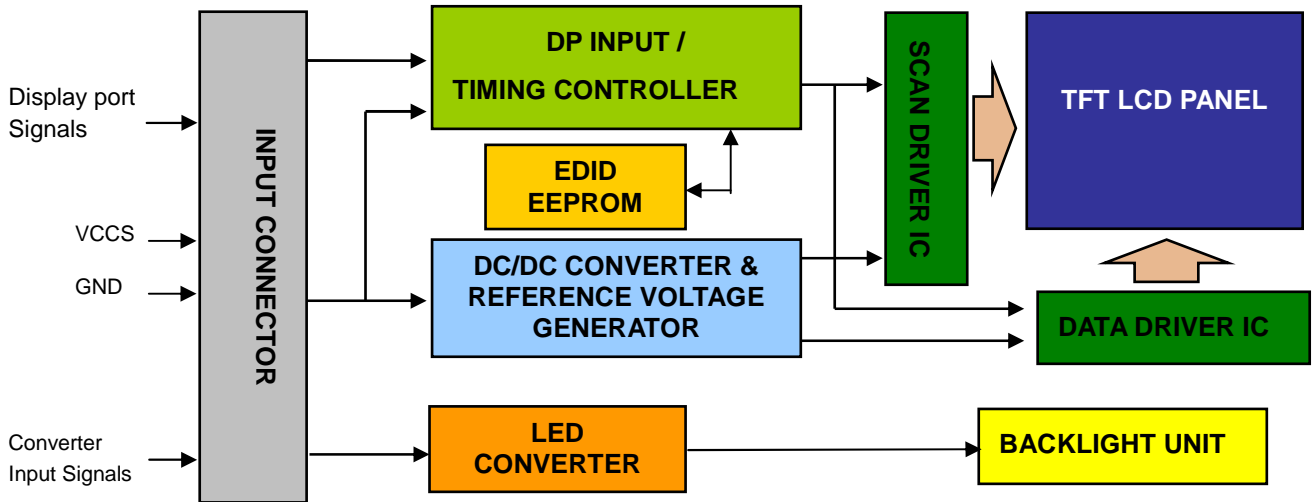 Display port
Signals
VCCS
GND
Converter
Input Signals
INPUT CONNECTOR
DP INPUT /
TIMING CONTROLLER
EDID
EEPROM
DC/DC CONVERTER &
REFERENCE VOLTAGE
GENERATOR
LED
CONVERTER
SCAN DRIVER IC
TFT LCD PANEL
DATA DRIVER IC
BACKLIGHT UNIT